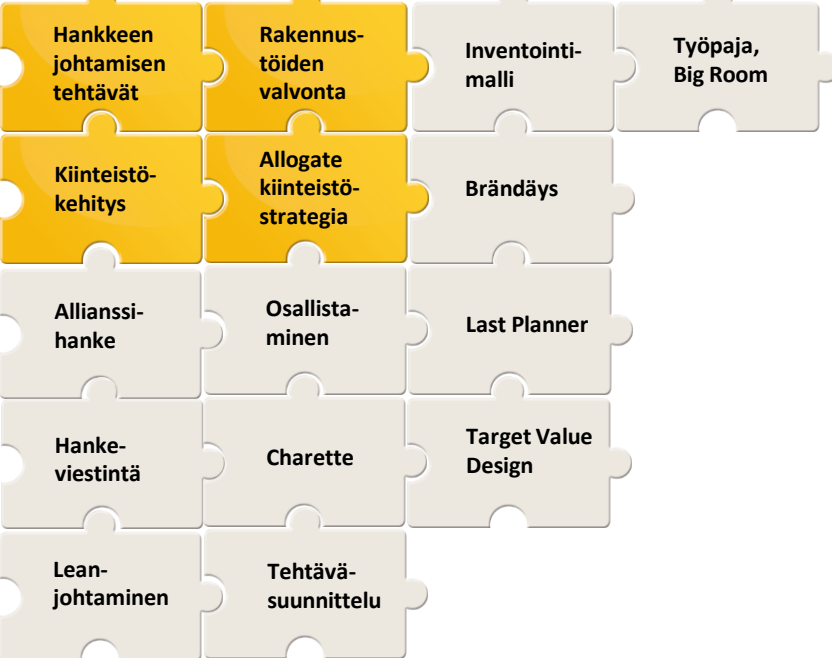 Hankkeen
johtamisen
tehtävät
Rakennus-
töiden
valvonta
Inventointi-
malli
Työpaja,
Big Room
Kiinteistö-
kehitys
Allogate
kiinteistö-
strategia
Brändäys
Allianssi-
hanke
Osallista-
minen
Last Planner
Hanke-
viestintä
Charette
Target Value
Design
Lean-
johtaminen
Tehtävä-
suunnittelu